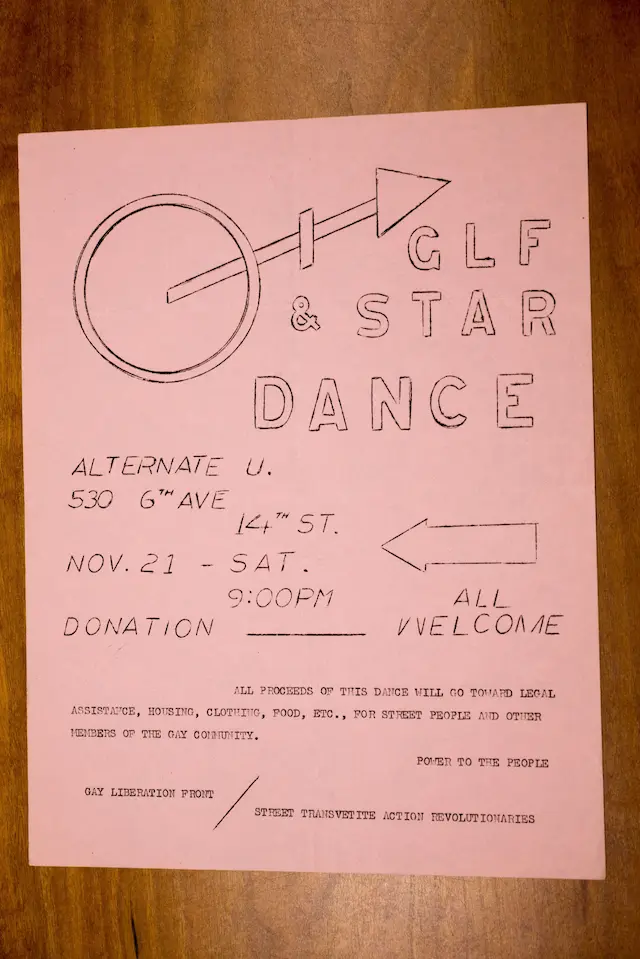 GLF
& STAR
DANCE
ALTERNATE U.
530 6TH AVE
14TH ST.
NOV. 21 - SAT.
9:00PM
ALL
DONATION ________ WELCOME
ALL PROCEEDS OF THIS DANCE WILL GO TOWARD LEGAL
ASSISTANCE, HOUSING, CLOTHING, FOOD, ETC., FOR STREET PEOPLE AND OTHER
MEMBERS OF THE GAY COMMUNITY.
POWER TO THE PEOPLE
GAY LIBERATION FRONT /
STREET TRANSVETITE ACTION REVOLUTIONARIES